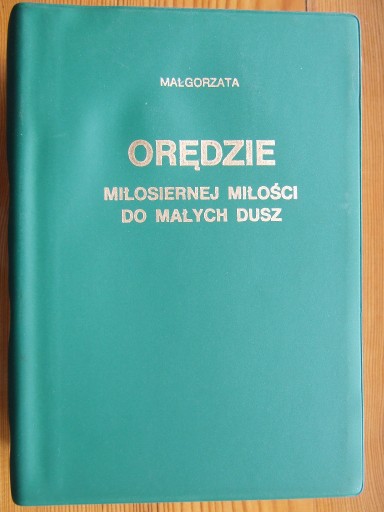 MAŁGORZATA
ORĘDZIE
MIŁOSIERNEJ MIŁOŚCI
DO MAŁYCH DUSZ